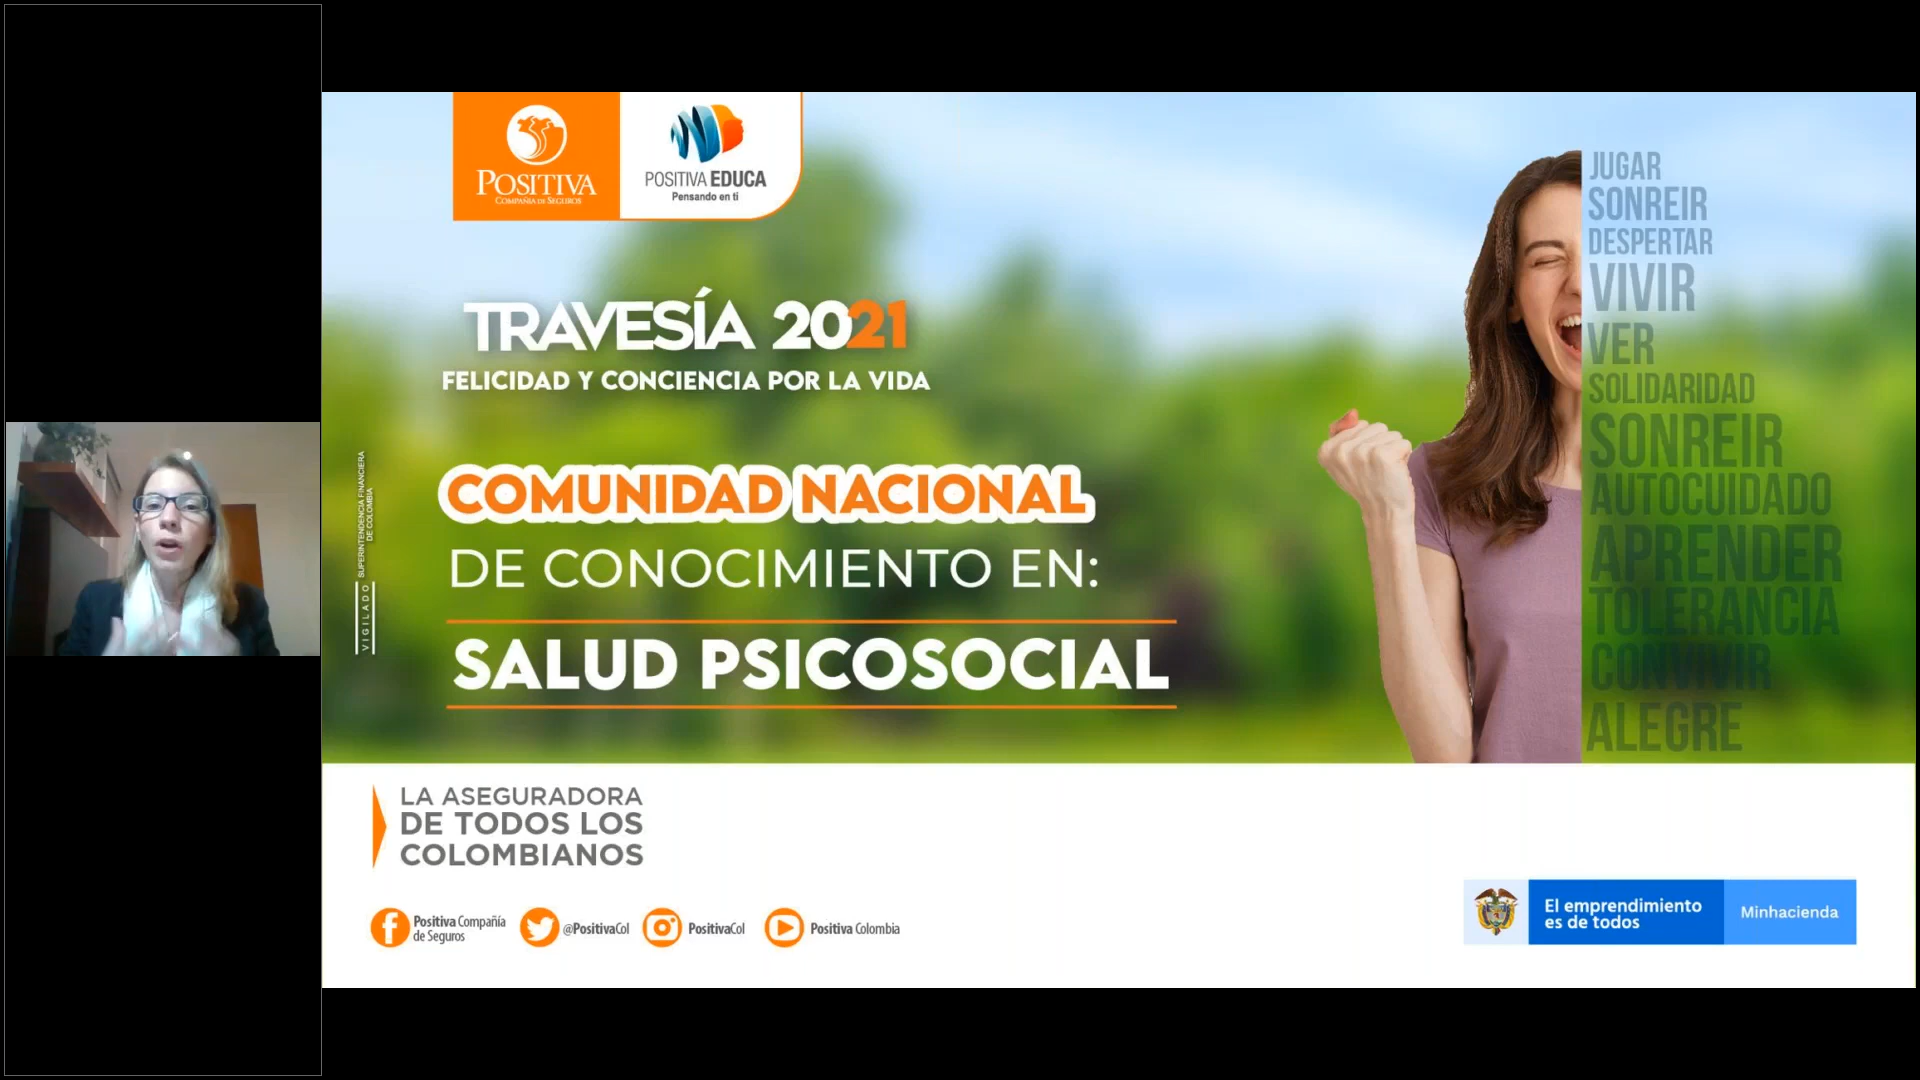 POSITIVA
COMPAÑÍA DE SEGUROS
POSITIVA EDUCA
Pensando en ti
TRAVESÍA 2021
FELICIDAD Y CONCIENCIA POR LA VIDA
COMUNIDAD NACIONAL
DE CONOCIMIENTO EN:
SALUD PSICOSOCIAL
VIGILADO SUPERINTENDENCIA FINANCIERA
DE COLOMBIA
JUGAR
SONREIR
DESPERTAR
VIVIR
VER
SOLIDARIDAD
SONREIR
AUTOCUIDADO
APRENDER
TOLERANCIA
CONVIVIR
ALEGRE
LA ASEGURADORA
DE TODOS LOS
COLOMBIANOS
Positiva Compañía
de Seguros
@PositivaCol
PositivaCol
Positiva Colombia
El emprendimiento
es de todos
Minhacienda